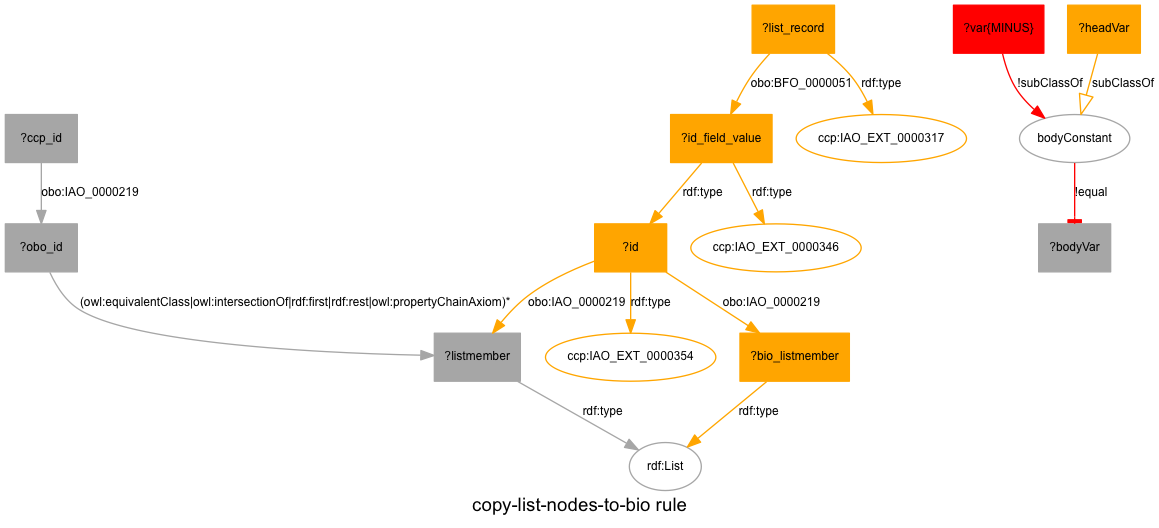 ?list_record
?var{MINUS}
?headVar
obo:BFO_0000051
rdf:type
!subClassOf
subClassOf
?ccp_id
?id_field_value
ccp:IAO_EXT_0000317
bodyConstant
obo:IAO_0000219
rdf:type
rdf:type
!equal
?obo_id
?id
ccp:IAO_EXT_0000346
?bodyVar
(owl:equivalentClass|owl:intersectionOf|rdf:first|rdf:rest|owl:propertyChainAxiom)*
obo:IAO_0000219
rdf:type
obo:IAO_0000219
?listmember
ccp:IAO_EXT_0000354
?bio_listmember
rdf:type
rdf:type
rdf:List
copy-list-nodes-to-bio rule